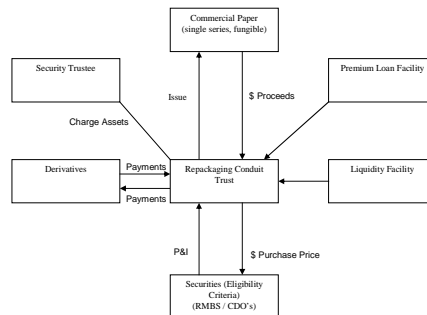 Commercial Paper
(single series, fungible)
Security Trustee
Premium Loan Facility
Issue
$ Proceeds
Charge Assets
Derivatives
Payments
Payments
Repackaging Conduit
Trust
Liquidity Facility
P&I
$ Purchase Price
Securities (Eligibility
Criteria)
(RMBS / CDO's)